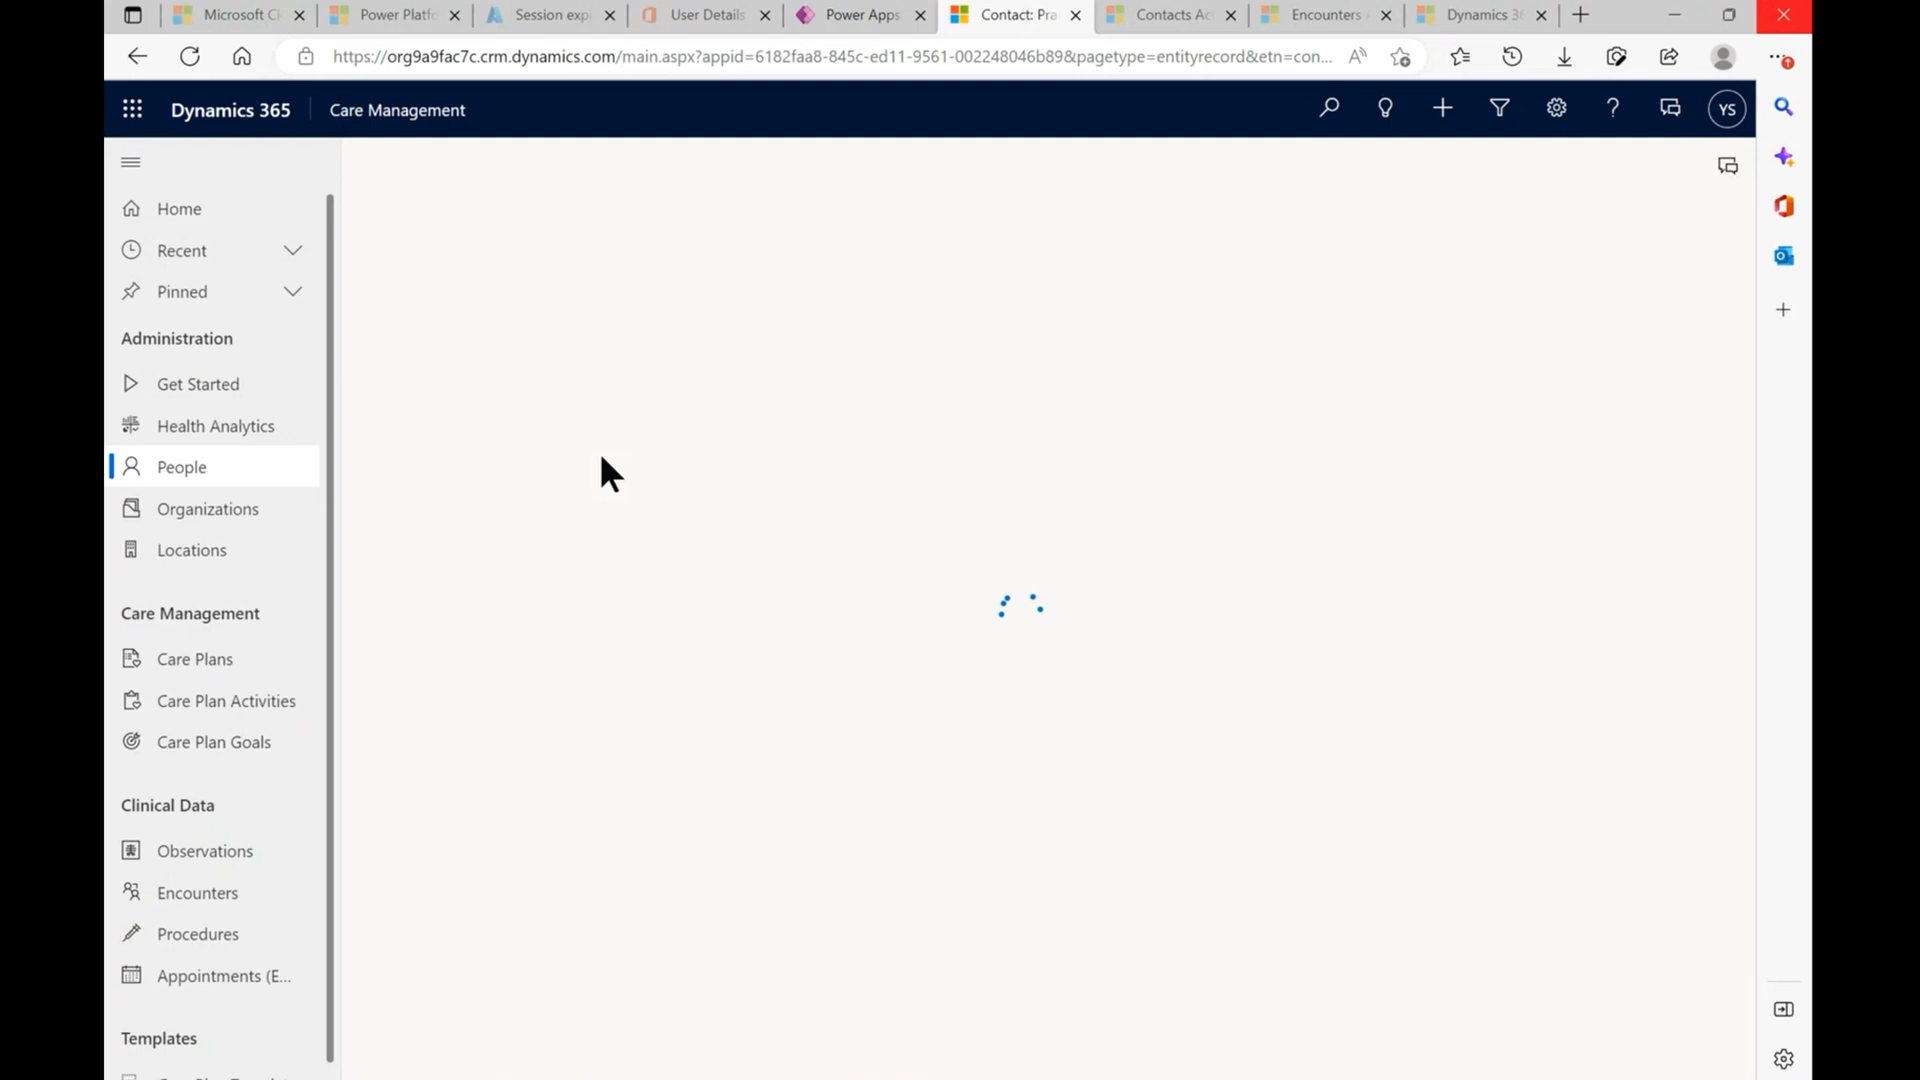 Microsoft Cl
Power Platfo
Session expi
User Details
Power Apps
Contact: Pra
Contacts Ac
Encounters A
Dynamics 36
https://org9a9fac7c.crm.dynamics.com/main.aspx?appid=6182faa8-845c-ed11-9561-002248046b89&pagetype=entityrecord&etn=con...
Dynamics 365
Care Management
YS
Home
Recent
Pinned
Administration
Get Started
Health Analytics
People
Organizations
Locations
Care Management
Care Plans
Care Plan Activities
Care Plan Goals
Clinical Data
Observations
Encounters
Procedures
Appointments (E...
Templates